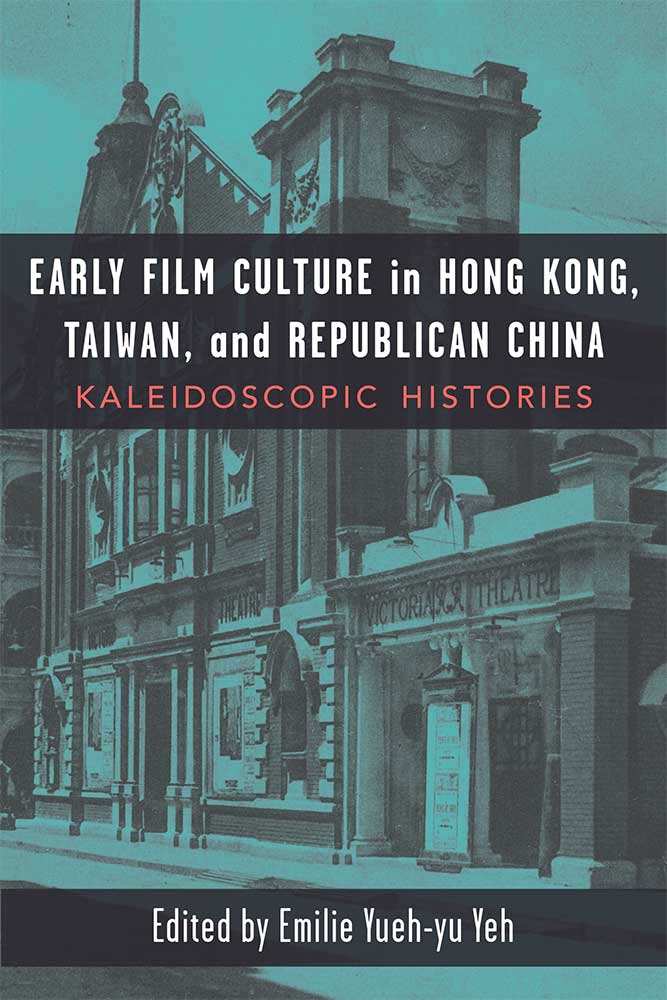 EARLY FILM CULTURE in HONG KONG,
TAIWAN, and REPUBLICAN CHINA
KALEIDOSCOPIC HISTORIES
THEATRE
VICTORIA THEATRE
Edited by Emilie Yueh-yu Yeh